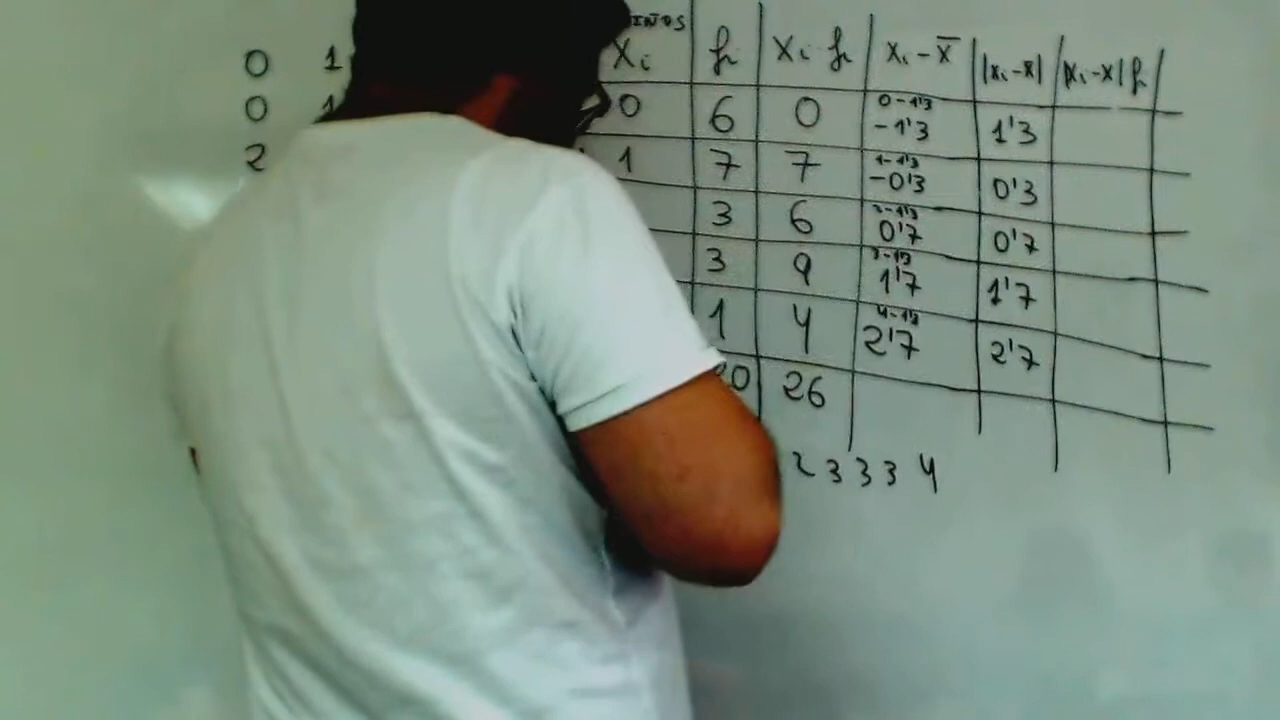 0 1 Xi fi Xi fi Xi - X̅ |Xi - X̅| |Xi - X| fi
0 0 6 0 0-1'3 -1'3 1'3
2 1 7 7 1-1'3 -0'3 0'3
3 6 2-1'3 0'7 0'7
3 9 3-1'3 1'7 1'7
1 4 4-1'3 2'7 2'7
20 26
2 3 3 3 4